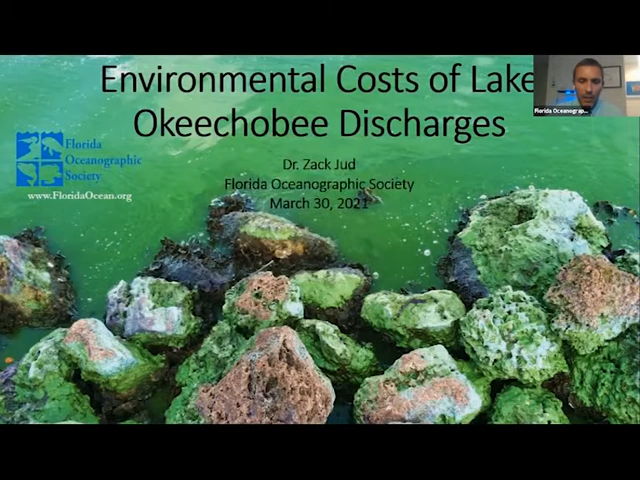 Environmental Costs of Lake
Okeechobee Discharges
Dr. Zack Jud
Florida Oceanographic Society
March 30, 2021
Florida
Oceanographic
Society
www.FloridaOcean.org
Florida Oceanograp...